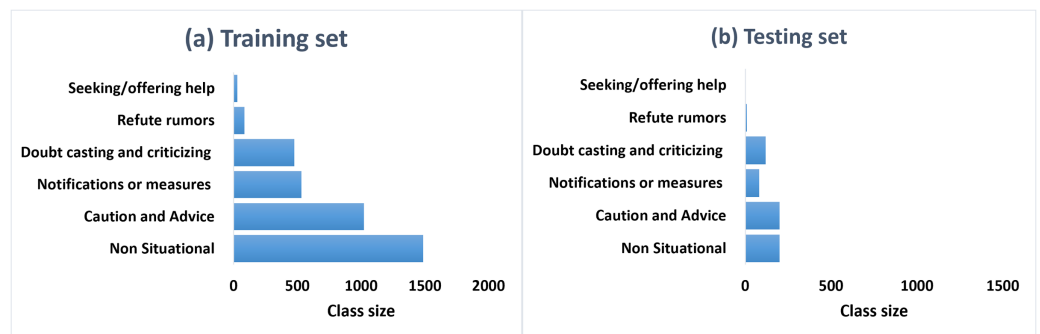 (a) Training set
Seeking/offering help
Refute rumors
Doubt casting and criticizing
Notifications or measures
Caution and Advice
Non Situational
0 500 1000 1500 2000
Class size
(b) Testing set
Seeking/offering help
Refute rumors
Doubt casting and criticizing
Notifications or measures
Caution and Advice
Non Situational
0 500 1000 1500
Class size